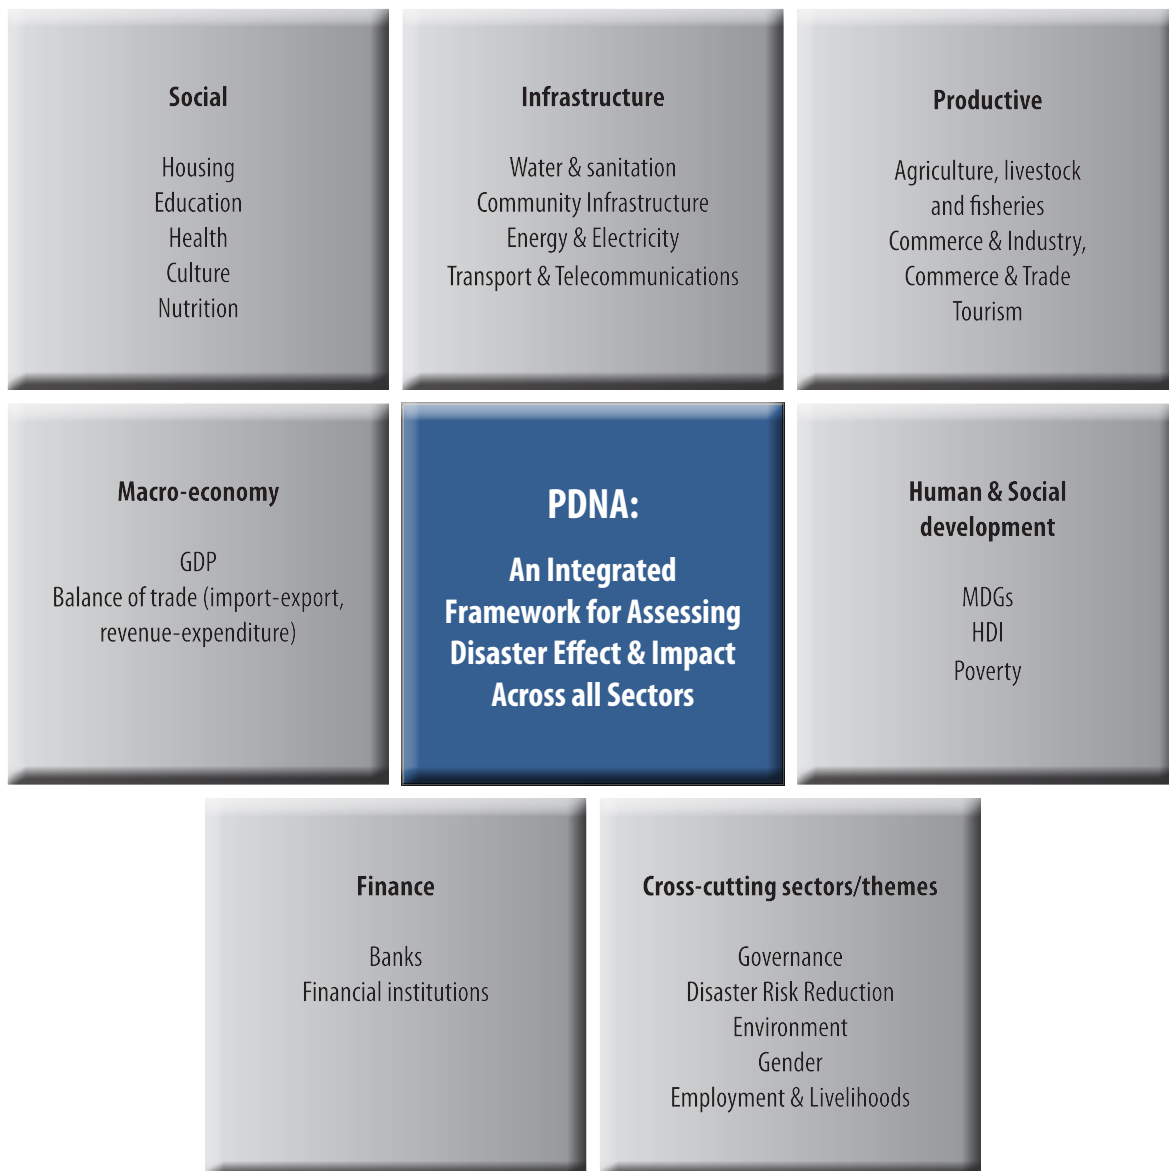 Social
Housing
Education
Health
Culture
Nutrition
Infrastructure
Water & sanitation
Community Infrastructure
Energy & Electricity
Transport & Telecommunications
Productive
Agriculture, livestock
and fisheries
Commerce & Industry,
Commerce & Trade
Tourism
Macro-economy
GDP
Balance of trade (import-export,
revenue-expenditure)
PDNA:
An Integrated
Framework for Assessing
Disaster Effect & Impact
Across all Sectors
Human & Social
development
MDGs
HDI
Poverty
Finance
Banks
Financial institutions
Cross-cutting sectors/themes
Governance
Disaster Risk Reduction
Environment
Gender
Employment & Livelihoods